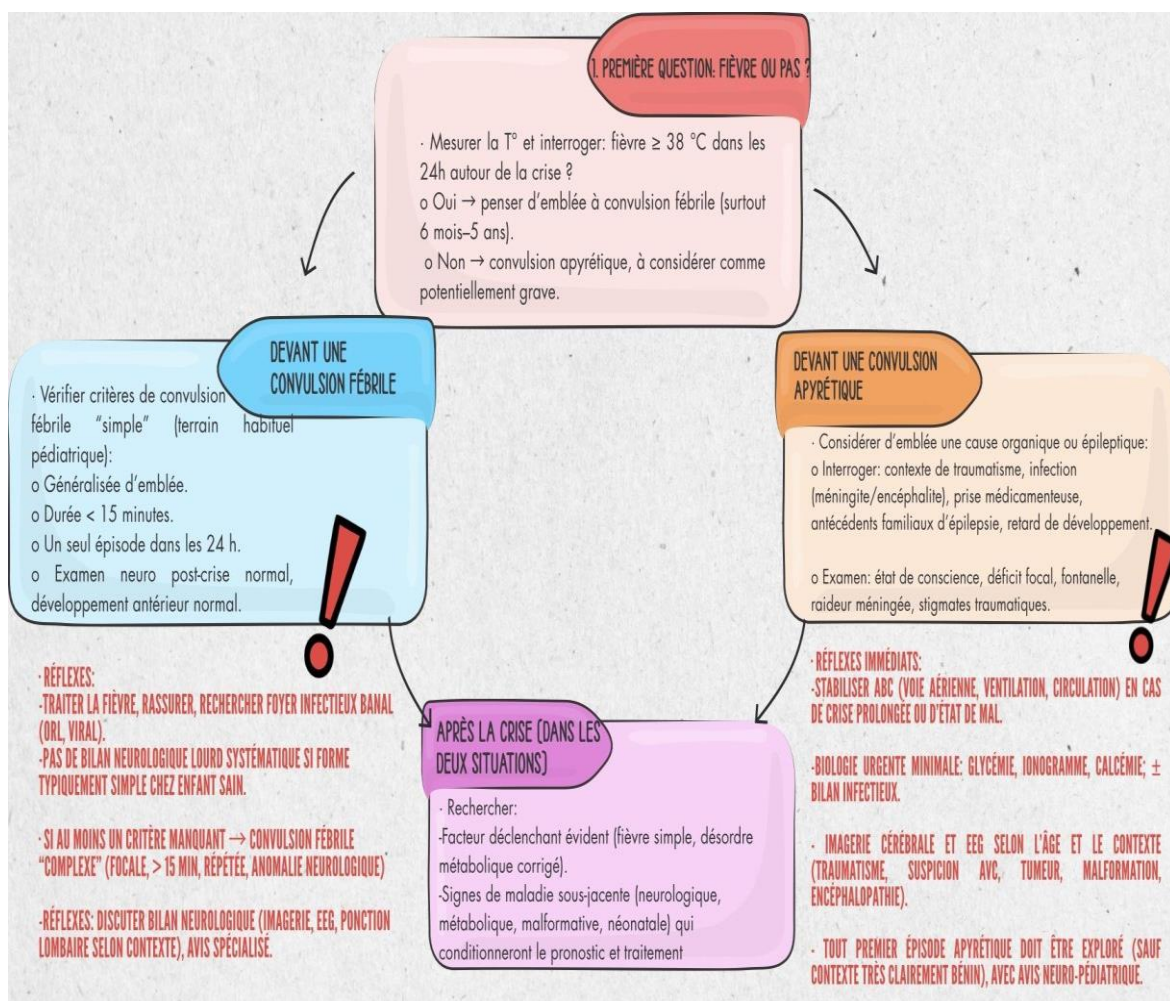 1. PREMIÈRE QUESTION: FIÈVRE OU PAS ?
· Mesurer la T° et interroger: fièvre ≥ 38 °C dans les
24h autour de la crise ?
o Oui → penser d'emblée à convulsion fébrile (surtout
6 mois–5 ans).
o Non → convulsion apyrétique, à considérer comme
potentiellement grave.
DEVANT UNE
CONVULSION FÉBRILE
· Vérifier critères de convulsion
fébrile “simple” (terrain habituel
pédiatrique):
o Généralisée d'emblée.
o Durée < 15 minutes.
o Un seul épisode dans les 24 h.
o Examen neuro post-crise normal,
développement antérieur normal.
· RÉFLEXES:
-TRAITER LA FIÈVRE, RASSURER, RECHERCHER FOYER INFECTIEUX BANAL
(ORL, VIRAL).
-PAS DE BILAN NEUROLOGIQUE LOURD SYSTÉMATIQUE SI FORME
TYPIQUEMENT SIMPLE CHEZ ENFANT SAIN.
· SI AU MOINS UN CRITÈRE MANQUANT → CONVULSION FÉBRILE
“COMPLEXE” (FOCALE, > 15 MIN, RÉPÉTÉE, ANOMALIE NEUROLOGIQUE)
-RÉFLEXES: DISCUTER BILAN NEUROLOGIQUE (IMAGERIE, EEG, PONCTION
LOMBAIRE SELON CONTEXTE), AVIS SPÉCIALISÉ.
DEVANT UNE CONVULSION
APYRÉTIQUE
· Considérer d'emblée une cause organique ou épileptique:
o Interroger: contexte de traumatisme, infection
(méningite/encéphalite), prise médicamenteuse,
antécédents familiaux d'épilepsie, retard de développement.
o Examen: état de conscience, déficit focal, fontanelle,
raideur méningée, stigmates traumatiques.
· RÉFLEXES IMMÉDIATS:
-STABILISER ABC (VOIE AÉRIENNE, VENTILATION, CIRCULATION) EN CAS
DE CRISE PROLONGÉE OU D'ÉTAT DE MAL.
-BIOLOGIE URGENTE MINIMALE: GLYCÉMIE, IONOGRAMME, CALCÉMIE; ±
BILAN INFECTIEUX.
· IMAGERIE CÉRÉBRALE ET EEG SELON L'ÂGE ET LE CONTEXTE
(TRAUMATISME, SUSPICION AVC, TUMEUR, MALFORMATION,
ENCÉPHALOPATHIE).
· TOUT PREMIER ÉPISODE APYRÉTIQUE DOIT ÊTRE EXPLORÉ (SAUF
CONTEXTE TRÈS CLAIREMENT BÉNIN), AVEC AVIS NEURO-PÉDIATRIQUE.
APRÈS LA CRISE (DANS LES
DEUX SITUATIONS)
· Rechercher:
-Facteur déclenchant évident (fièvre simple, désordre
métabolique corrigé).
-Signes de maladie sous-jacente (neurologique,
métabolique, malformative, néonatale) qui
conditionneront le pronostic et traitement